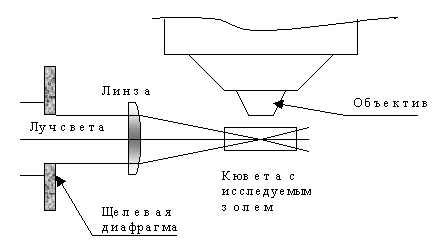 Линза
Объектив
Луч света
Кювета с
исследуемым
золем
Щелевая
диафрагма